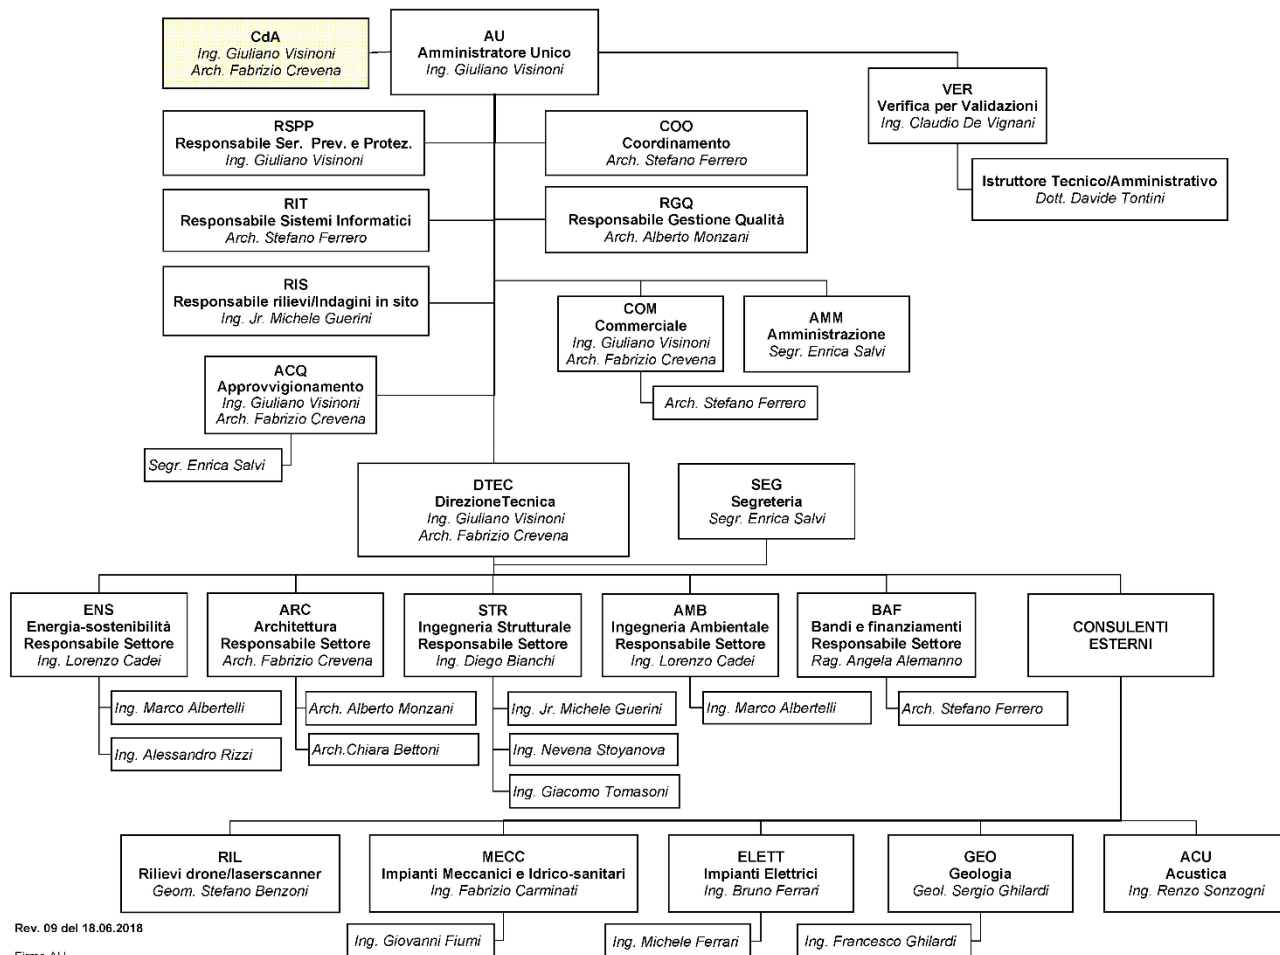 CdA
Ing. Giuliano Visinoni
Arch. Fabrizio Crevena
AU
Amministratore Unico
Ing. Giuliano Visinoni
VER
Verifica per Validazioni
Ing. Claudio De Vignani
Istruttore Tecnico/Amministrativo
Dott. Davide Tontini
RSPP
Responsabile Ser. Prev. e Protez.
Ing. Giuliano Visinoni
COO
Coordinamento
Arch. Stefano Ferrero
RIT
Responsabile Sistemi Informatici
Arch. Stefano Ferrero
RGQ
Responsabile Gestione Qualità
Arch. Alberto Monzani
RIS
Responsabile rilievi/Indagini in sito
Ing. Jr. Michele Guerini
COM
Commerciale
Ing. Giuliano Visinoni
Arch. Fabrizio Crevena
AMM
Amministrazione
Segr. Enrica Salvi
ACQ
Approvvigionamento
Ing. Giuliano Visinoni
Arch. Fabrizio Crevena
Arch. Stefano Ferrero
Segr. Enrica Salvi
DTEC
DirezioneTecnica
Ing. Giuliano Visinoni
Arch. Fabrizio Crevena
SEG
Segreteria
Segr. Enrica Salvi
ENS
Energia-sostenibilità
Responsabile Settore
Ing. Lorenzo Cadei
ARC
Architettura
Responsabile Settore
Arch. Fabrizio Crevena
STR
Ingegneria Strutturale
Responsabile Settore
Ing. Diego Bianchi
AMB
Ingegneria Ambientale
Responsabile Settore
Ing. Lorenzo Cadei
BAF
Bandi e finanziamenti
Responsabile Settore
Rag. Angela Alemanno
CONSULENTI
ESTERNI
Ing. Marco Albertelli
Ing. Alessandro Rizzi
Arch. Alberto Monzani
Arch.Chiara Bettoni
Ing. Jr. Michele Guerini
Ing. Nevena Stoyanova
Ing. Giacomo Tomasoni
Ing. Marco Albertelli
Arch. Stefano Ferrero
RIL
Rilievi drone/laserscanner
Geom. Stefano Benzoni
MECC
Impianti Meccanici e Idrico-sanitari
Ing. Fabrizio Carminati
ELETT
Impianti Elettrici
Ing. Bruno Ferrari
GEO
Geologia
Geol. Sergio Ghilardi
ACU
Acustica
Ing. Renzo Sonzogni
Ing. Giovanni Fiumi
Ing. Michele Ferrari
Ing. Francesco Ghilardi
Rev. 09 del 18.06.2018
Firma AU